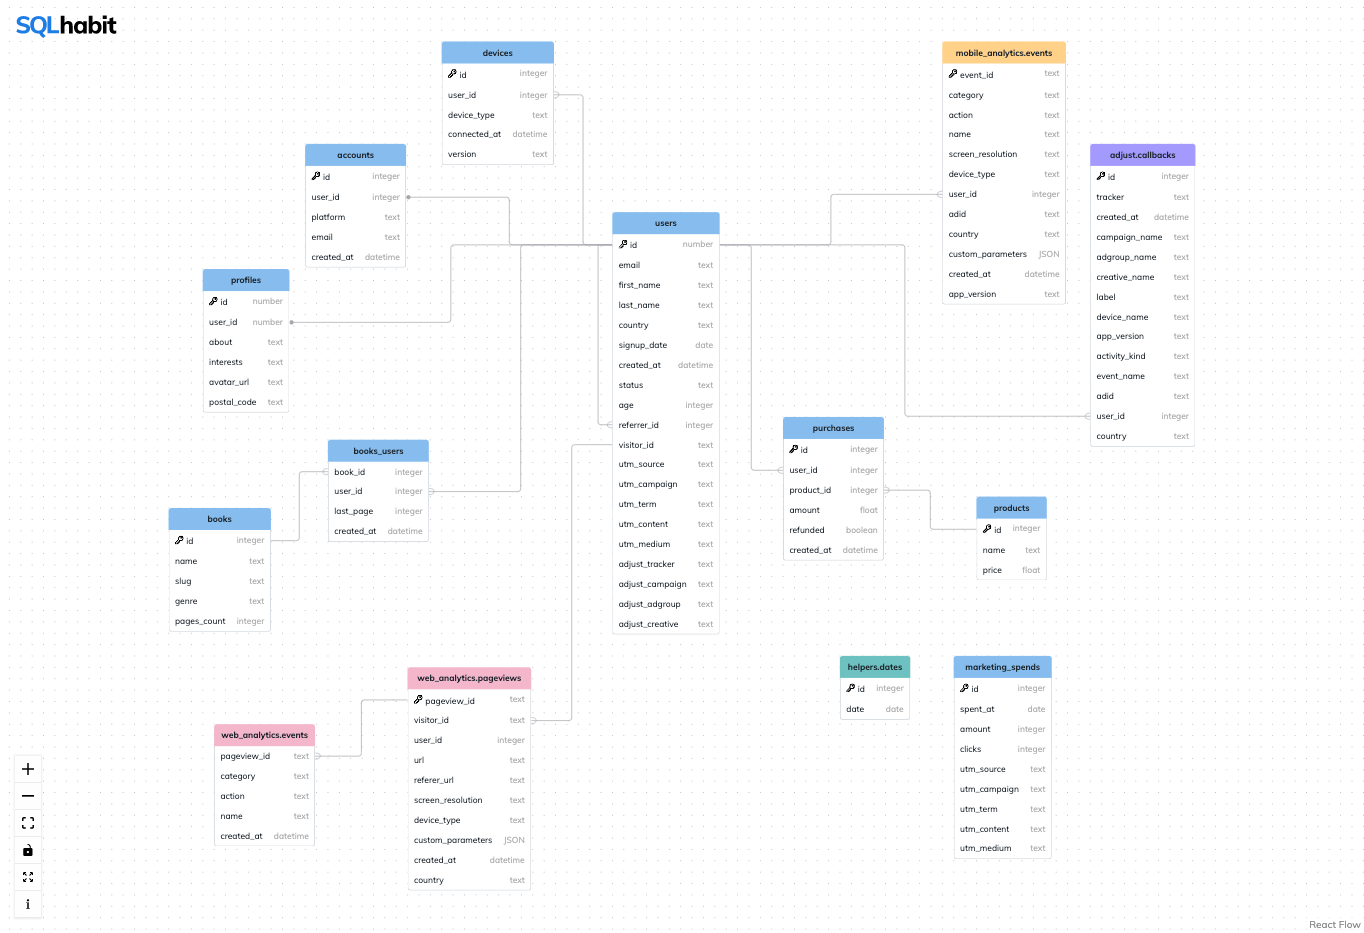 SQLhabit
devices
id integer
user_id integer
device_type text
connected_at datetime
version text
mobile_analytics.events
event_id text
category text
action text
name text
screen_resolution text
device_type text
user_id integer
adid text
country text
custom_parameters JSON
created_at datetime
app_version text
accounts
id integer
user_id integer
platform text
email text
created_at datetime
adjust.callbacks
id integer
tracker text
created_at datetime
campaign_name text
adgroup_name text
creative_name text
label text
device_name text
app_version text
activity_kind text
event_name text
adid text
user_id integer
country text
users
id number
email text
first_name text
last_name text
country text
signup_date date
created_at datetime
status text
age integer
referrer_id integer
visitor_id text
utm_source text
utm_campaign text
utm_term text
utm_content text
utm_medium text
adjust_tracker text
adjust_campaign text
adjust_adgroup text
adjust_creative text
profiles
id number
user_id number
about text
interests text
avatar_url text
postal_code text
purchases
id integer
user_id integer
product_id integer
amount float
refunded boolean
created_at datetime
books_users
book_id integer
user_id integer
last_page integer
created_at datetime
products
id integer
name text
price float
books
id integer
name text
slug text
genre text
pages_count integer
helpers.dates
id integer
date date
marketing_spends
id integer
spent_at date
amount integer
clicks integer
utm_source text
utm_campaign text
utm_term text
utm_content text
utm_medium text
web_analytics.pageviews
pageview_id text
visitor_id text
user_id integer
url text
referer_url text
screen_resolution text
device_type text
custom_parameters JSON
created_at datetime
country text
web_analytics.events
pageview_id text
category text
action text
name text
created_at datetime
React Flow